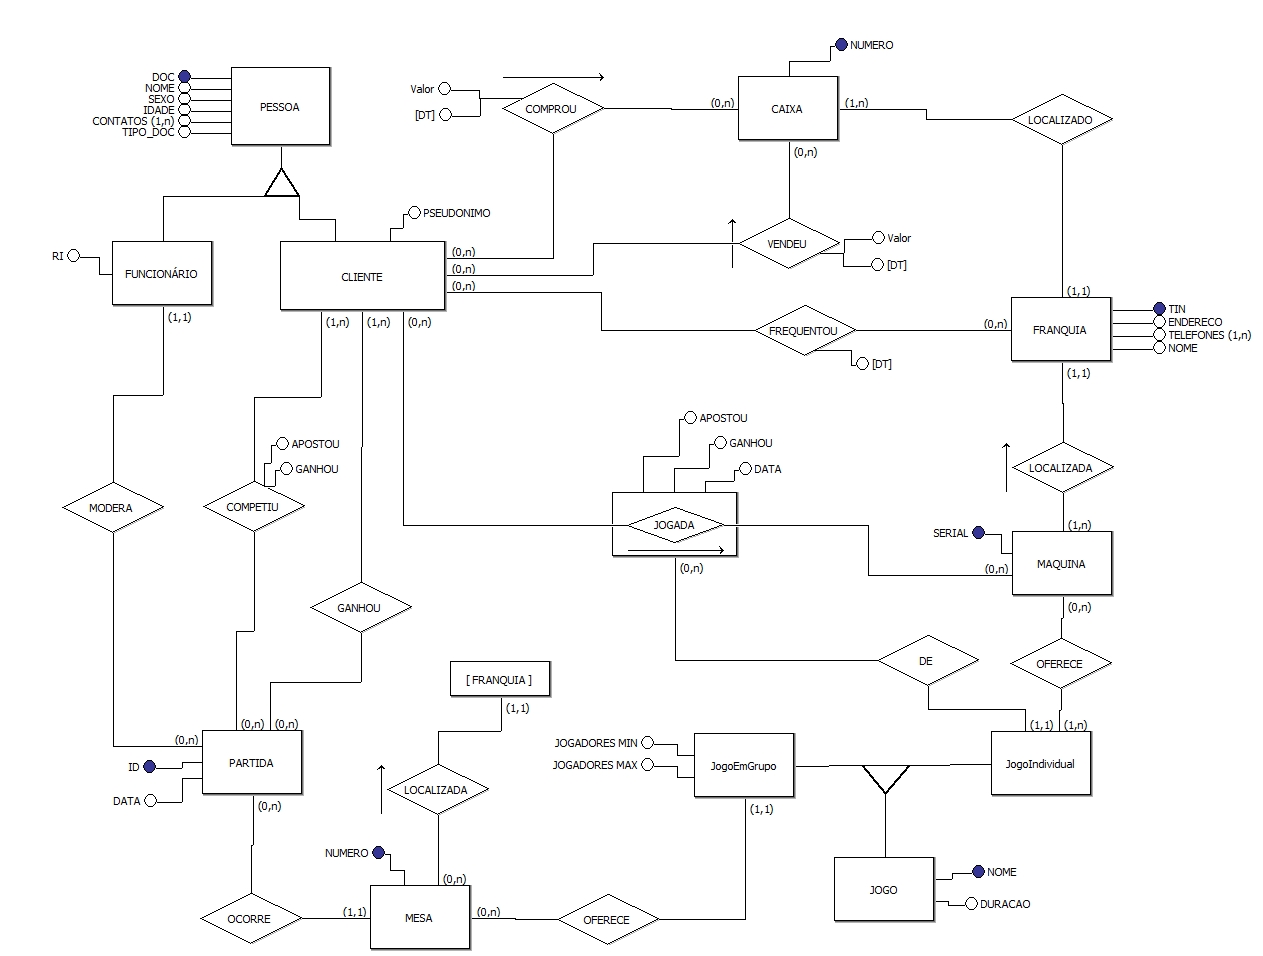 NUMERO
DOC
NOME
SEXO
IDADE
CONTATOS (1,n)
TIPO_DOC
PESSOA
Valor
[DT]
COMPROU
(0,n)
CAIXA
(1,n)
LOCALIZADO
(0,n)
PSEUDONIMO
RI
FUNCIONÁRIO
CLIENTE
(0,n)
(0,n)
(0,n)
VENDEU
Valor
[DT]
(1,1)
(1,1)
(1,n)
(1,n)
(0,n)
FREQUENTOU
[DT]
(0,n)
FRANQUIA
TIN
ENDERECO
TELEFONES (1,n)
NOME
(1,1)
APOSTOU
GANHOU
APOSTOU
GANHOU
DATA
LOCALIZADA
MODERA
COMPETIU
JOGADA
(1,n)
SERIAL
MAQUINA
(0,n)
(0,n)
(0,n)
GANHOU
DE
OFERECE
[ FRANQUIA ]
(1,1)
(0,n)
(0,n)
(0,n)
(1,1)
(1,n)
ID
DATA
PARTIDA
(0,n)
JOGADORES MIN
JOGADORES MAX
JogoEmGrupo
JogoIndividual
(1,1)
LOCALIZADA
NUMERO
(0,n)
OCORRE
(1,1)
MESA
(0,n)
OFERECE
JOGO
NOME
DURACAO